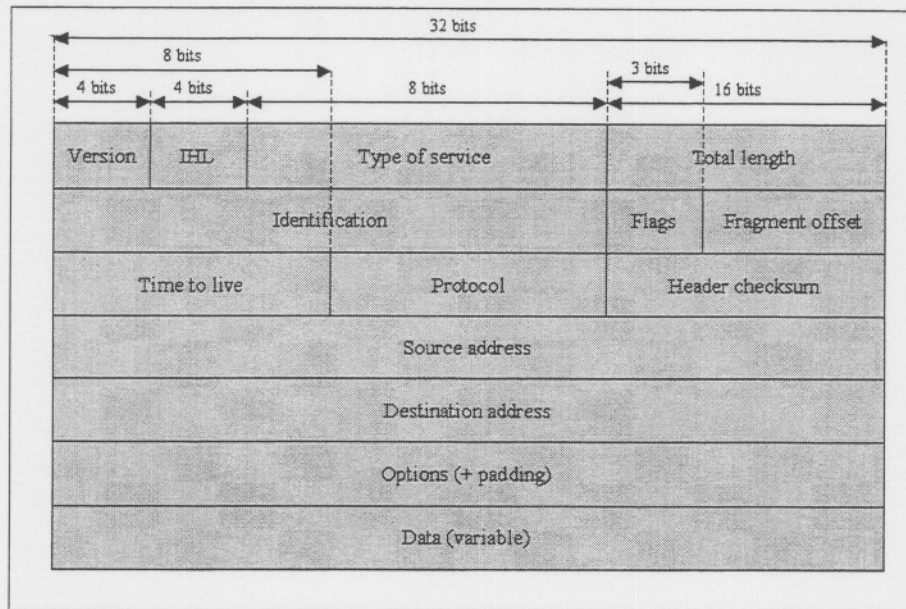 32 bits
8 bits
3 bits
4 bits 4 bits 8 bits 16 bits
Version IHL Type of service Total length
Identification Flags Fragment offset
Time to live Protocol Header checksum
Source address
Destination address
Options (+ padding)
Data (variable)